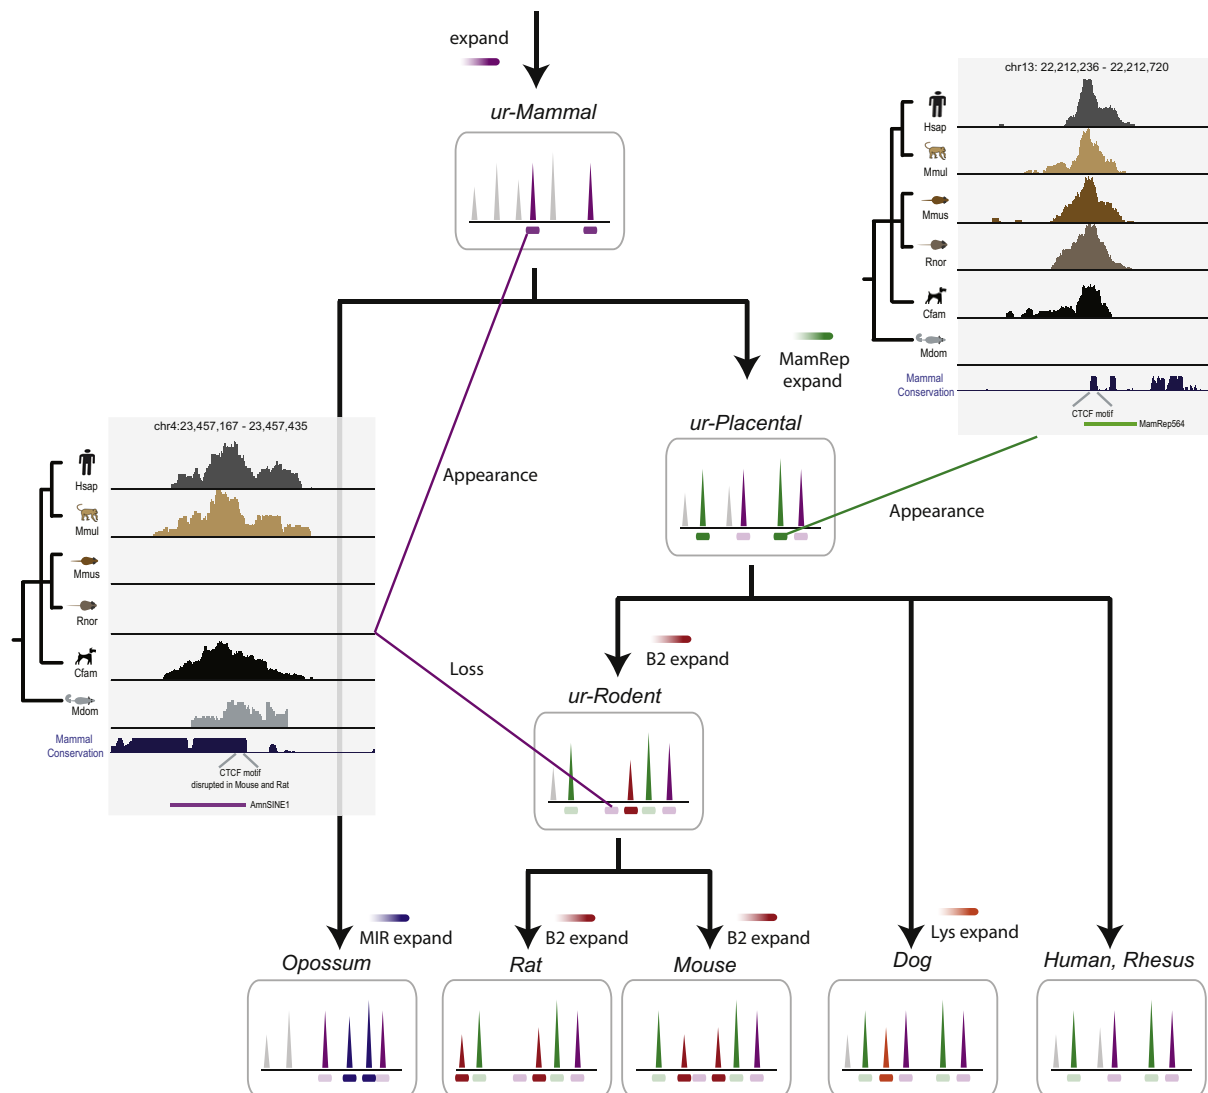 expand
ur-Mammal
chr13: 22,212,236 - 22,212,720
Hsap
Mmul
Mmus
Rnor
Cfam
Mdom
Mammal
Conservation
CTCF motif
MamRep564
MamRep
expand
ur-Placental
Appearance
Appearance
chr4:23,457,167 - 23,457,435
Hsap
Mmul
Mmus
Rnor
Cfam
Mdom
Mammal
Conservation
CTCF motif
disrupted in Mouse and Rat
AmnSINE1
Loss
B2 expand
ur-Rodent
MIR expand
B2 expand
B2 expand
Lys expand
Opossum
Rat
Mouse
Dog
Human, Rhesus